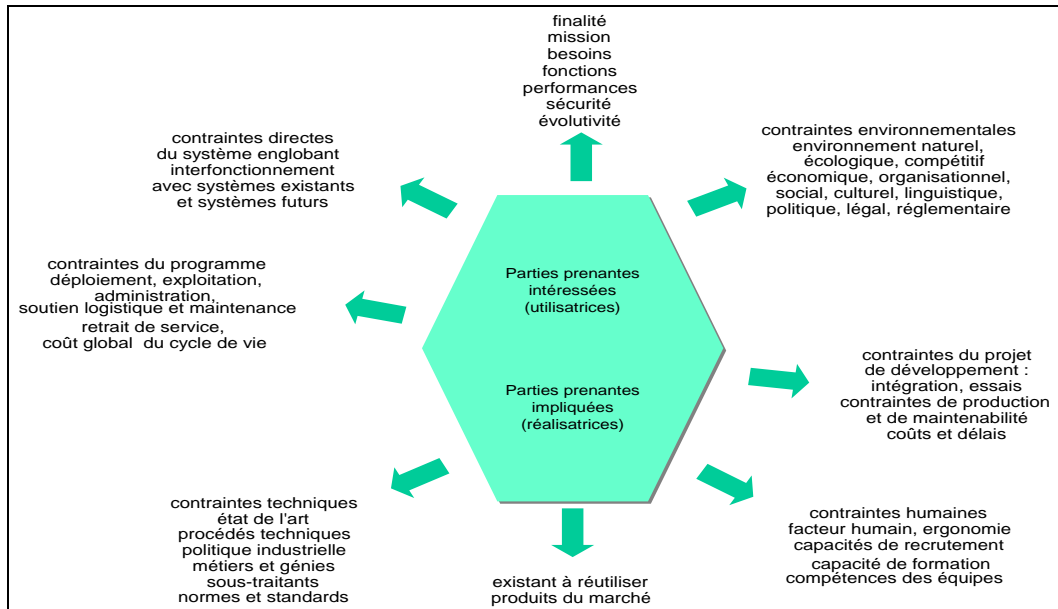 finalité
mission
besoins
fonctions
performances
sécurité
évolutivité
contraintes directes
du système englobant
interfonctionnement
avec systèmes existants
et systèmes futurs
contraintes environnementales
environnement naturel,
écologique, compétitif
économique, organisationnel,
social, culturel, linguistique,
politique, légal, réglementaire
contraintes du programme
déploiement, exploitation,
administration,
soutien logistique et maintenance
retrait de service,
coût global du cycle de vie
Parties prenantes
intéressées
(utilisatrices)
Parties prenantes
impliquées
(réalisatrices)
contraintes du projet
de développement :
intégration, essais
contraintes de production
et de maintenabilité
coûts et délais
contraintes techniques
état de l'art
procédés techniques
politique industrielle
métiers et génies
sous-traitants
normes et standards
existant à réutiliser
produits du marché
contraintes humaines
facteur humain, ergonomie
capacités de recrutement
capacité de formation
compétences des équipes